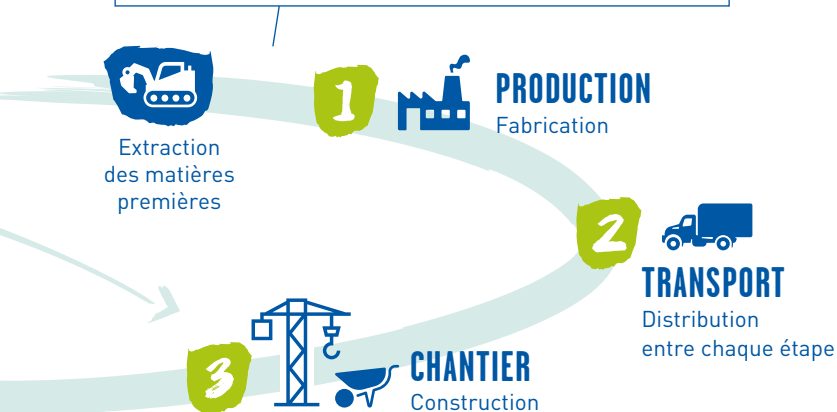 Extraction
des matières
premières
1
PRODUCTION
Fabrication
2
TRANSPORT
Distribution
entre chaque étape
3
CHANTIER
Construction